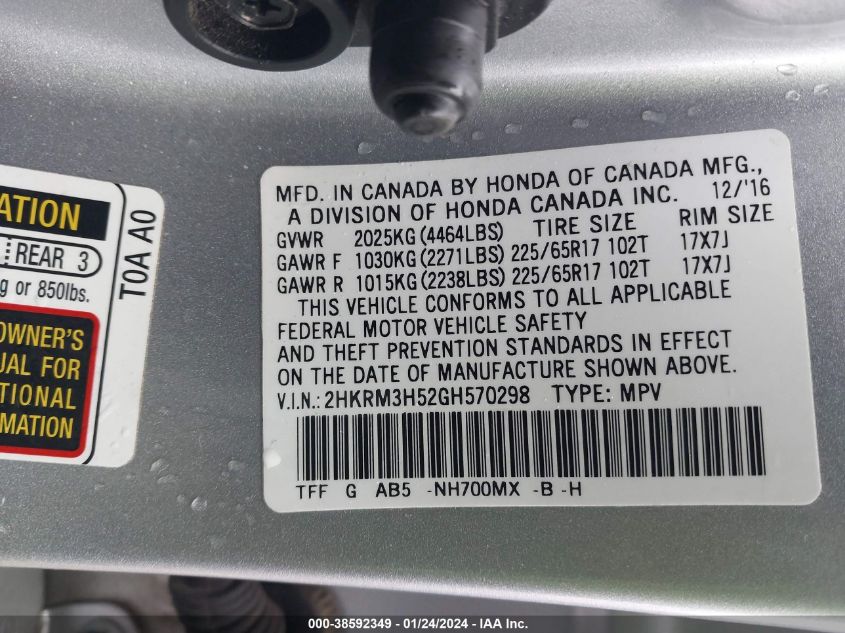 ATION
REAR 3
g or 850lbs.
OWNER'S
UAL FOR
TIONAL
MATION
T0A A0
MFD. IN CANADA BY HONDA OF CANADA MFG.,
A DIVISION OF HONDA CANADA INC. 12/'16
GVWR 2025KG(4464LBS) TIRE SIZE RIM SIZE
GAWR F 1030KG(2271LBS) 225/65R17 102T 17X7J
GAWR R 1015KG(2238LBS) 225/65R17 102T 17X7J
THIS VEHICLE CONFORMS TO ALL APPLICABLE
FEDERAL MOTOR VEHICLE SAFETY
AND THEFT PREVENTION STANDARDS IN EFFECT
ON THE DATE OF MANUFACTURE SHOWN ABOVE.
V.I.N.: 2HKRM3H52GH570298 TYPE: MPV
TFF G AB5 -NH700MX -B -H
000-38592349 - 01/24/2024 - IAA Inc.